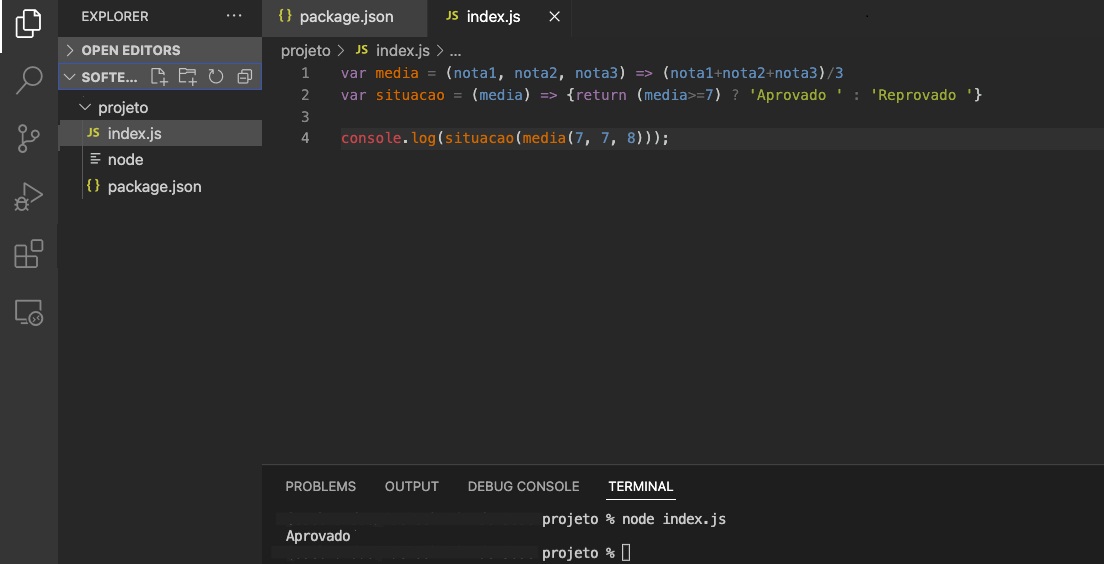 EXPLORER ...
{} package.json JS index.js ×
> OPEN EDITORS
projeto > JS index.js > ...
SOFTE...
projeto
JS index.js
node
{} package.json
1 var media = (nota1, nota2, nota3) => (nota1+nota2+nota3)/3
2 var situacao = (media) => {return (media>=7) ? 'Aprovado ' : 'Reprovado '}
3
4 console.log(situacao(media(7, 7, 8)));
PROBLEMS OUTPUT DEBUG CONSOLE TERMINAL
projeto % node index.js
Aprovado
projeto %